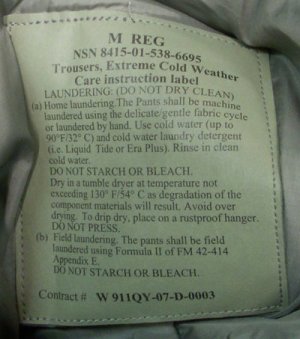 M REG
NSN 8415-01-538-6695
Trousers, Extreme Cold Weather
Care instruction label
LAUNDERING: (DO NOT DRY CLEAN)
(a) Home laundering.The Pants shall be machine
laundered using the delicate/gentle fabric cycle
or laundered by hand. Use cold water (up to
90°F/32° C) and cold water laundry detergent
(i.e. Liquid Tide or Era Plus). Rinse in clean
cold water.
DO NOT STARCH OR BLEACH.
Dry in a tumble dryer at temperature not
exceeding 130° F/54° C as degradation of the
component materials will result. Avoid over
drying. To drip dry, place on a rustproof hanger.
DO NOT PRESS.
(b) Field laundering. The pants shall be field
laundered using Formula II of FM 42-414
Appendix E.
DO NOT STARCH OR BLEACH.
Contract # W 911QY-07-D-0003